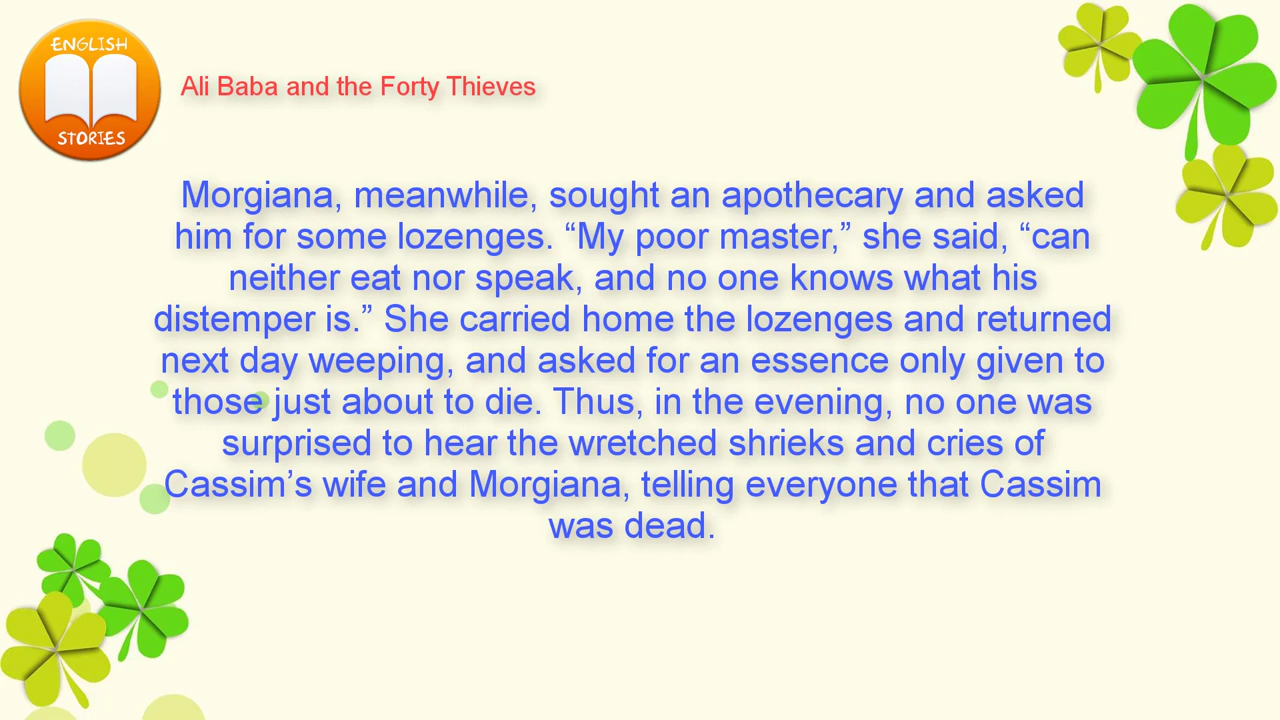 ENGLISH
STORIES
Ali Baba and the Forty Thieves
Morgiana, meanwhile, sought an apothecary and asked
him for some lozenges. “My poor master,” she said, “can
neither eat nor speak, and no one knows what his
distemper is.” She carried home the lozenges and returned
next day weeping, and asked for an essence only given to
those just about to die. Thus, in the evening, no one was
surprised to hear the wretched shrieks and cries of
Cassim’s wife and Morgiana, telling everyone that Cassim
was dead.